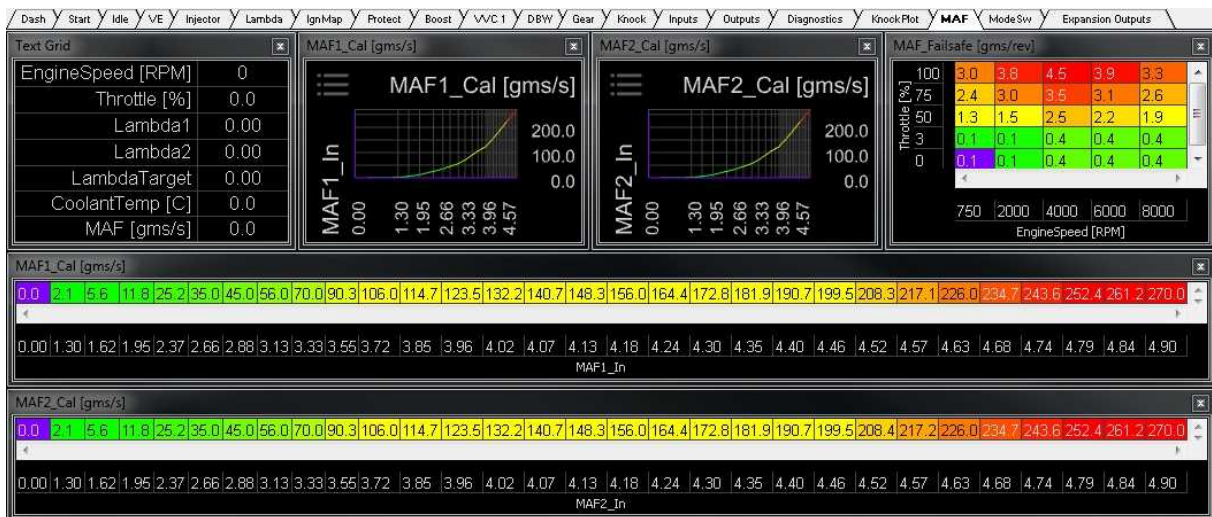 Dash Start Idle VE Injector Lambda IgnMap Protect Boost VVC 1 DBW Gear Knock Inputs Outputs Diagnostics KnockPlot MAF ModeSw Expansion Outputs
Text Grid
EngineSpeed [RPM] 0
Throttle [%] 0.0
Lambda1 0.00
Lambda2 0.00
LambdaTarget 0.00
CoolantTemp [C] 0.0
MAF [gms/s] 0.0
MAF1_Cal [gms/s]
MAF1_Cal [gms/s]
200.0
100.0
0.0
MAF1_In
0.00 1.30 1.95 2.66 3.33 3.96 4.57
MAF2_Cal [gms/s]
MAF2_Cal [gms/s]
200.0
100.0
0.0
MAF2_In
0.00 1.30 1.95 2.66 3.33 3.96 4.57
MAF_Failsafe [gms/rev]
Throttle [%]
100 3.0 3.8 4.5 3.9 3.3
75 2.4 3.0 3.5 3.1 2.6
50 1.3 1.5 2.5 2.2 1.9
3 0.1 0.1 0.4 0.4 0.4
0 0.1 0.1 0.4 0.4 0.4
750 2000 4000 6000 8000
EngineSpeed [RPM]
MAF1_Cal [gms/s]
0.0 2.1 5.6 11.8 25.2 35.0 45.0 56.0 70.0 90.3 106.0 114.7 123.5 132.2 140.7 148.3 156.0 164.4 172.8 181.9 190.7 199.5 208.3 217.1 226.0 234.7 243.6 252.4 261.2 270.0
0.00 1.30 1.62 1.95 2.37 2.66 2.88 3.13 3.33 3.55 3.72 3.85 3.96 4.02 4.07 4.13 4.18 4.24 4.30 4.35 4.40 4.46 4.52 4.57 4.63 4.68 4.74 4.79 4.84 4.90
MAF1_In
MAF2_Cal [gms/s]
0.0 2.1 5.6 11.8 25.2 35.0 45.0 56.0 70.0 90.3 106.0 114.7 123.5 132.2 140.7 148.3 156.0 164.4 172.8 181.9 190.7 199.5 208.4 217.2 226.0 234.7 243.6 252.4 261.2 270.0
0.00 1.30 1.62 1.95 2.37 2.66 2.88 3.13 3.33 3.55 3.72 3.85 3.96 4.02 4.07 4.13 4.18 4.24 4.30 4.35 4.40 4.46 4.52 4.57 4.63 4.68 4.74 4.79 4.84 4.90
MAF2_In